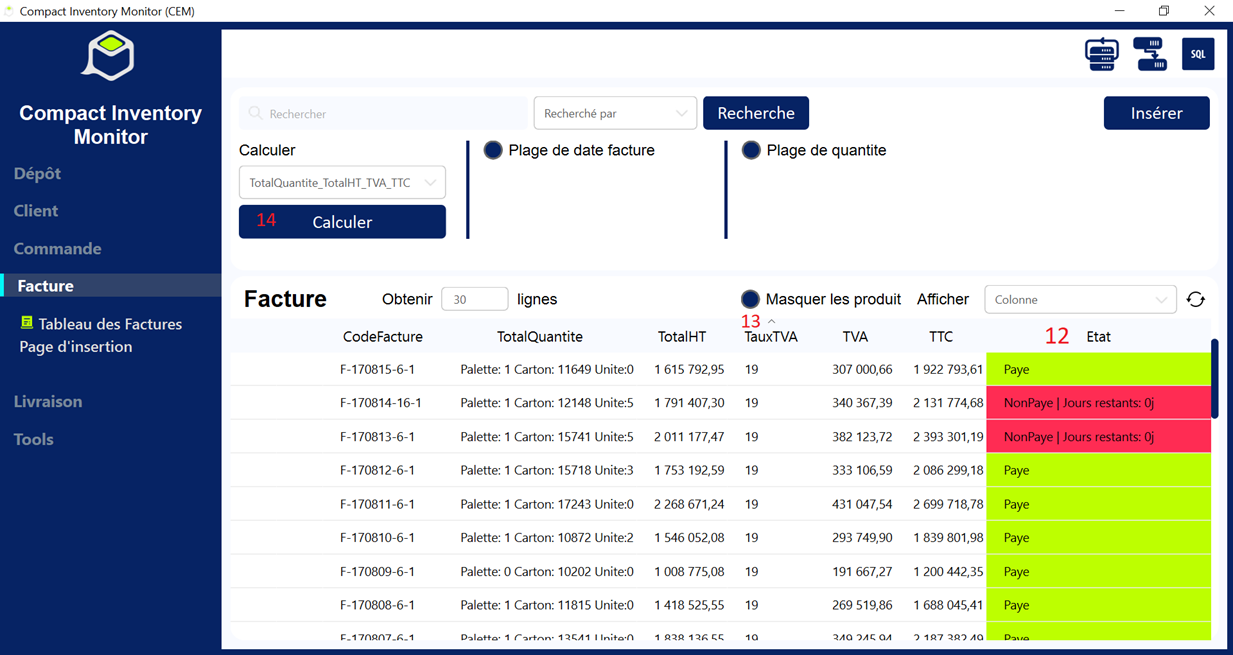 Compact Inventory Monitor (CEM)
SQL
Compact Inventory
Monitor
Dépôt
Client
Commande
Facture
Tableau des Factures
Page d'insertion
Livraison
Tools
Rechercher
Recherché par
Recherche
Insérer
Calculer
Plage de date facture
Plage de quantite
TotalQuantite_TotalHT_TVA_TTC
14 Calculer
Facture Obtenir 30 lignes Masquer les produit Afficher Colonne
13 12
CodeFacture TotalQuantite TotalHT TauxTVA TVA TTC Etat
F-170815-6-1 Palette: 1 Carton: 11649 Unite:0 1 615 792,95 19 307 000,66 1 922 793,61 Paye
F-170814-16-1 Palette: 1 Carton: 12148 Unite:5 1 791 407,30 19 340 367,39 2 131 774,68 NonPaye | Jours restants: 0j
F-170813-6-1 Palette: 1 Carton: 15741 Unite:5 2 011 177,47 19 382 123,72 2 393 301,19 NonPaye | Jours restants: 0j
F-170812-6-1 Palette: 1 Carton: 15718 Unite:3 1 753 192,59 19 333 106,59 2 086 299,18 Paye
F-170811-6-1 Palette: 1 Carton: 17243 Unite:0 2 268 671,24 19 431 047,54 2 699 718,78 Paye
F-170810-6-1 Palette: 1 Carton: 10872 Unite:2 1 546 052,08 19 293 749,90 1 839 801,98 Paye
F-170809-6-1 Palette: 0 Carton: 10202 Unite:0 1 008 775,08 19 191 667,27 1 200 442,35 Paye
F-170808-6-1 Palette: 1 Carton: 11815 Unite:0 1 418 525,55 19 269 519,86 1 688 045,41 Paye
F-170807-6-1 Palette: 1 Carton: 13541 Unite:0 1 838 136,55 19 349 245,94 2 187 382,49 Paye